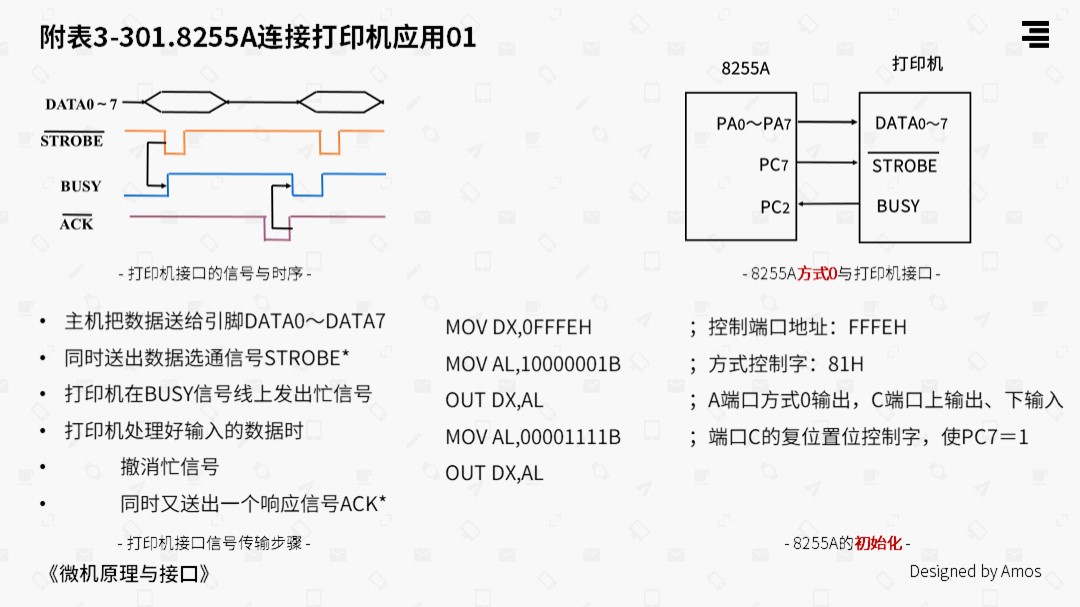 附表3-301.8255A连接打印机应用01
DATA0~7
STROBE
BUSY
ACK
- 打印机接口的信号与时序 -
8255A
打印机
PA0～PA7
DATA0～7
PC7
STROBE
PC2
BUSY
- 8255A方式0与打印机接口 -
• 主机把数据送给引脚DATA0～DATA7
• 同时送出数据选通信号STROBE*
• 打印机在BUSY信号线上发出忙信号
• 打印机处理好输入的数据时
• 撤消忙信号
• 同时又送出一个响应信号ACK*
- 打印机接口信号传输步骤 -
MOV DX,0FFFEH ；控制端口地址：FFFEH
MOV AL,10000001B ；方式控制字：81H
OUT DX,AL ；A端口方式0输出，C端口上输出、下输入
MOV AL,00001111B ；端口C的复位置位控制字，使PC7＝1
OUT DX,AL
- 8255A的初始化 -
《微机原理与接口》
Designed by Amos